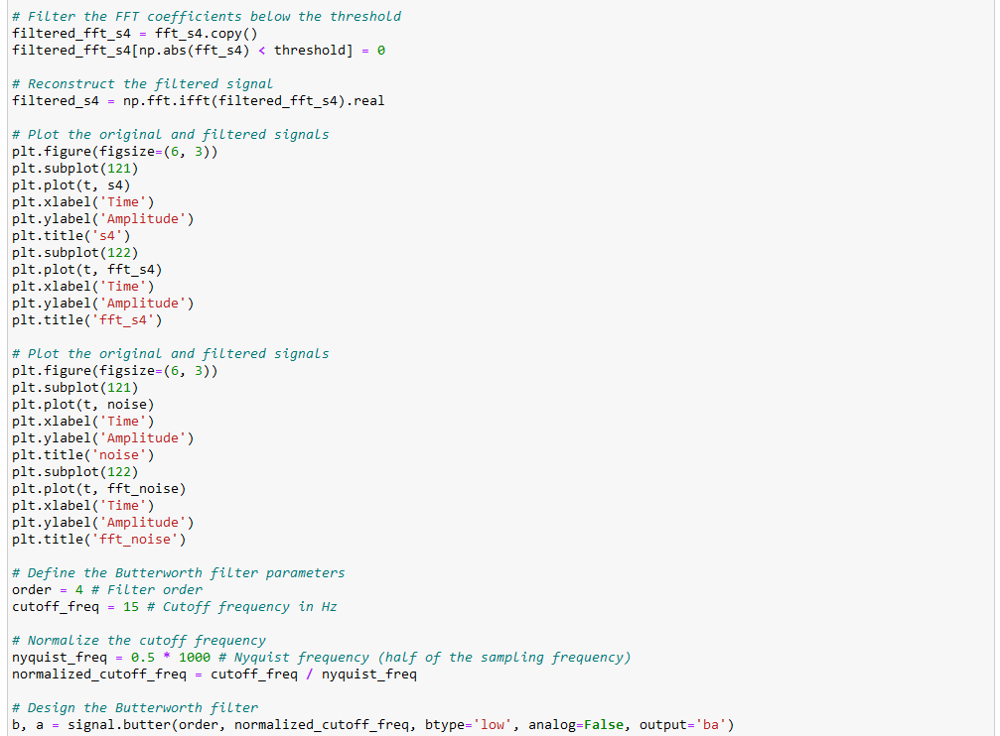 # Filter the FFT coefficients below the threshold
filtered_fft_s4 = fft_s4.copy()
filtered_fft_s4[np.abs(fft_s4) < threshold] = 0
# Reconstruct the filtered signal
filtered_s4 = np.fft.ifft(filtered_fft_s4).real
# Plot the original and filtered signals
plt.figure(figsize=(6, 3))
plt.subplot(121)
plt.plot(t, s4)
plt.xlabel('Time')
plt.ylabel('Amplitude')
plt.title('s4')
plt.subplot(122)
plt.plot(t, fft_s4)
plt.xlabel('Time')
plt.ylabel('Amplitude')
plt.title('fft_s4')
# Plot the original and filtered signals
plt.figure(figsize=(6, 3))
plt.subplot(121)
plt.plot(t, noise)
plt.xlabel('Time')
plt.ylabel('Amplitude')
plt.title('noise')
plt.subplot(122)
plt.plot(t, fft_noise)
plt.xlabel('Time')
plt.ylabel('Amplitude')
plt.title('fft_noise')
# Define the Butterworth filter parameters
order = 4 # Filter order
cutoff_freq = 15 # Cutoff frequency in Hz
# Normalize the cutoff frequency
nyquist_freq = 0.5 * 1000 # Nyquist frequency (half of the sampling frequency)
normalized_cutoff_freq = cutoff_freq / nyquist_freq
# Design the Butterworth filter
b, a = signal.butter(order, normalized_cutoff_freq, btype='low', analog=False, output='ba')